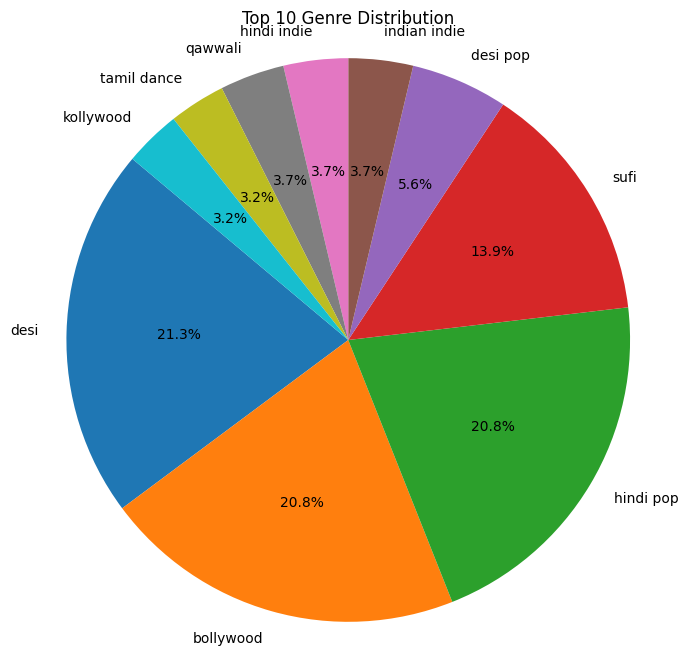 Top 10 Genre Distribution
hindi indie
indian indie
qawwali
desi pop
tamil dance
kollywood
sufi
desi
hindi pop
bollywood
3.7%
3.7%
3.7%
5.6%
3.2%
3.2%
13.9%
21.3%
20.8%
20.8%